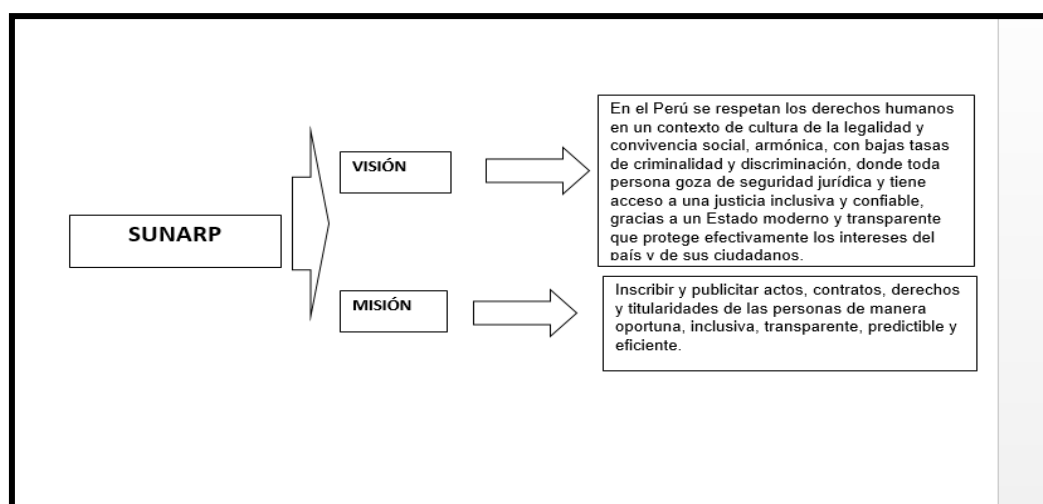 SUNARP
VISIÓN
En el Perú se respetan los derechos humanos
en un contexto de cultura de la legalidad y
convivencia social, armónica, con bajas tasas
de criminalidad y discriminación, donde toda
persona goza de seguridad jurídica y tiene
acceso a una justicia inclusiva y confiable,
gracias a un Estado moderno y transparente
que protege efectivamente los intereses del
país y de sus ciudadanos.
MISIÓN
Inscribir y publicitar actos, contratos, derechos
y titularidades de las personas de manera
oportuna, inclusiva, transparente, predictible y
eficiente.